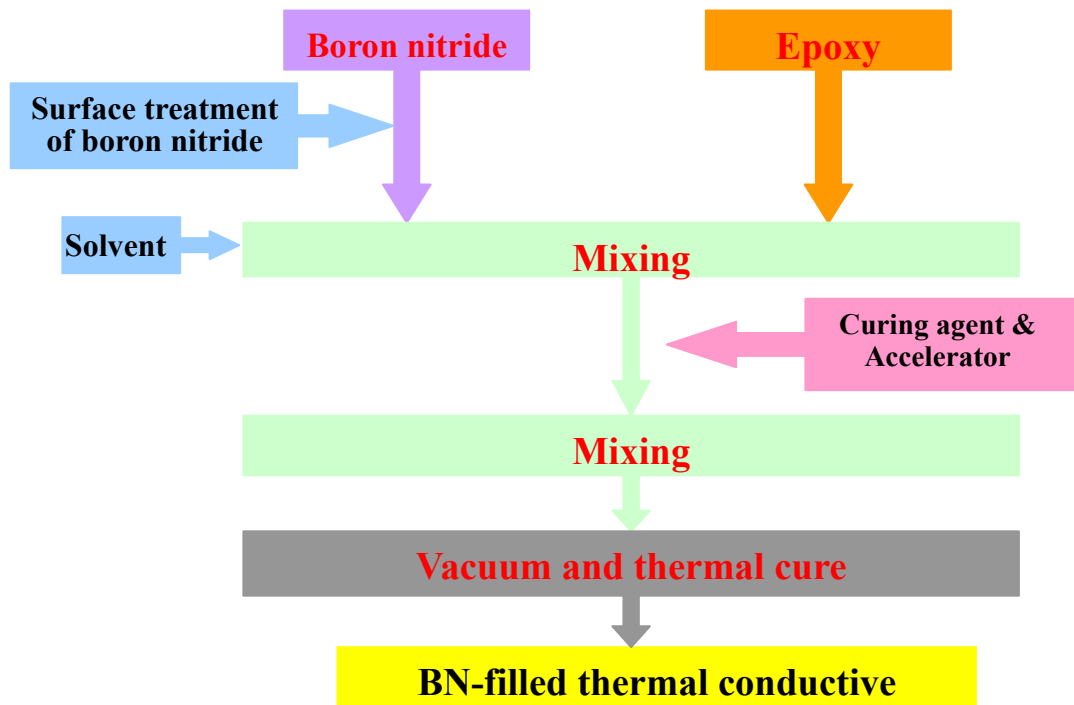 Boron nitride
Epoxy
Surface treatment
of boron nitride
Solvent
Mixing
Curing agent &
Accelerator
Mixing
Vacuum and thermal cure
BN-filled thermal conductive